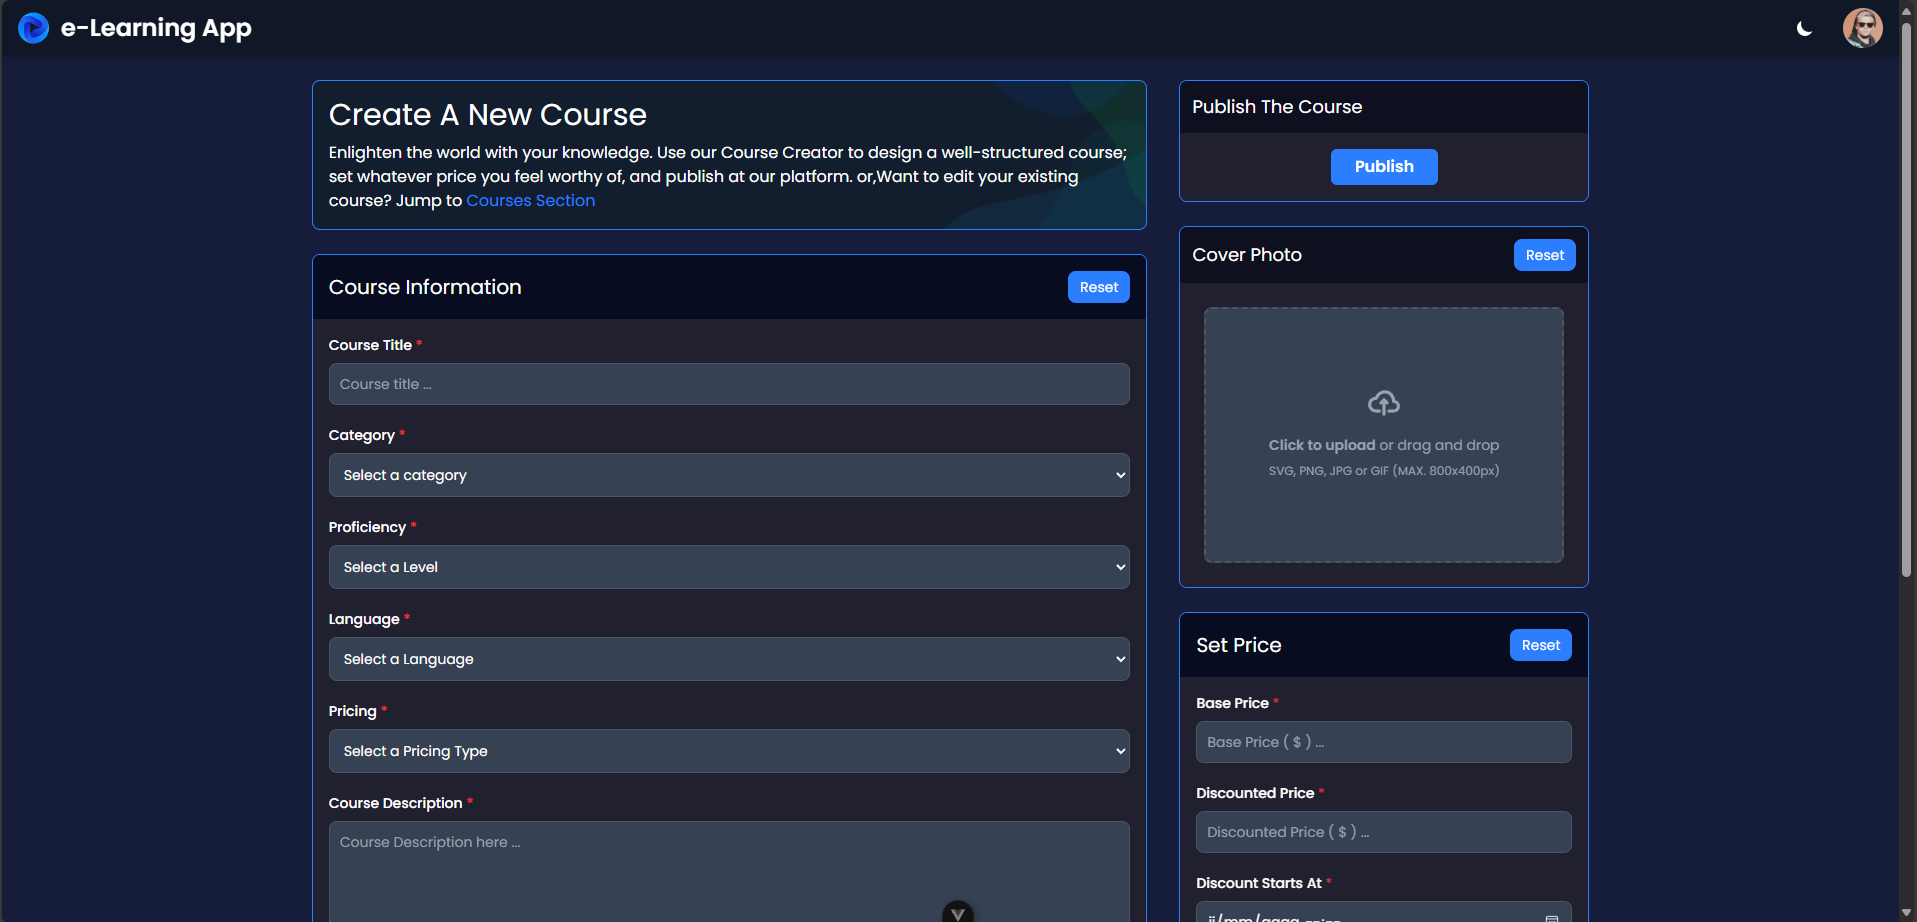 e-Learning App
Create A New Course
Enlighten the world with your knowledge. Use our Course Creator to design a well-structured course;
set whatever price you feel worthy of, and publish at our platform. or,Want to edit your existing
course? Jump to Courses Section
Course Information
Reset
Course Title *
Course title ...
Category *
Select a category
Proficiency *
Select a Level
Language *
Select a Language
Pricing *
Select a Pricing Type
Course Description *
Course Description here ...
Publish The Course
Publish
Cover Photo
Reset
Click to upload or drag and drop
SVG, PNG, JPG or GIF (MAX. 800x400px)
Set Price
Reset
Base Price *
Base Price ( $ ) ...
Discounted Price *
Discounted Price ( $ ) ...
Discount Starts At *